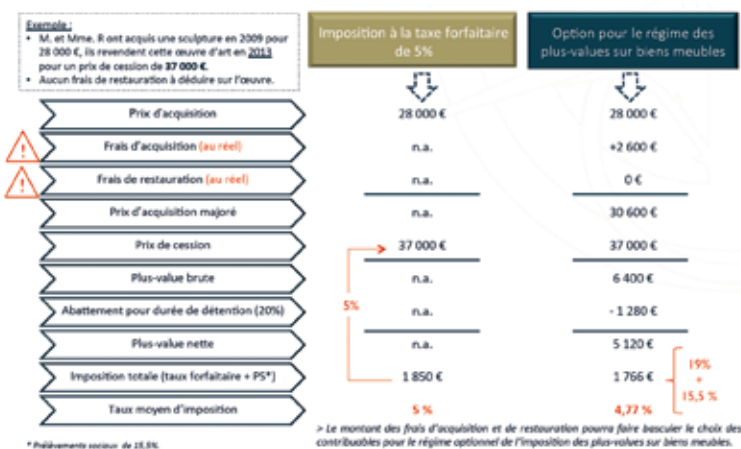 Exemple :
• M. et Mme. R ont acquis une sculpture en 2009 pour
28 000 €, ils revendent cette œuvre d'art en 2013
pour un prix de cession de 37 000 €.
• Aucun frais de restauration à déduire sur l'œuvre.
Imposition à la taxe forfaitaire
de 5%
Option pour le régime des
plus-values sur biens meubles
Prix d'acquisition 28 000 € 28 000 €
! Frais d'acquisition (au réel) n.a. +2 600 €
! Frais de restauration (au réel) n.a. 0 €
Prix d'acquisition majoré n.a. 30 600 €
Prix de cession 37 000 € 37 000 €
Plus-value brute n.a. 6 400 €
Abattement pour durée de détention (20%) 5% n.a. - 1 280 €
Plus-value nette n.a. 5 120 €
Imposition totale (taux forfaitaire + PS*) 1 850 € 1 766 € 19%
+
15,5 %
Taux moyen d'imposition 5 % 4,77 %
> Le montant des frais d'acquisition et de restauration pourra faire basculer le choix des
contribuables pour le régime optionnel de l'imposition des plus-values sur biens meubles.
* Prélèvements sociaux de 15,5%.